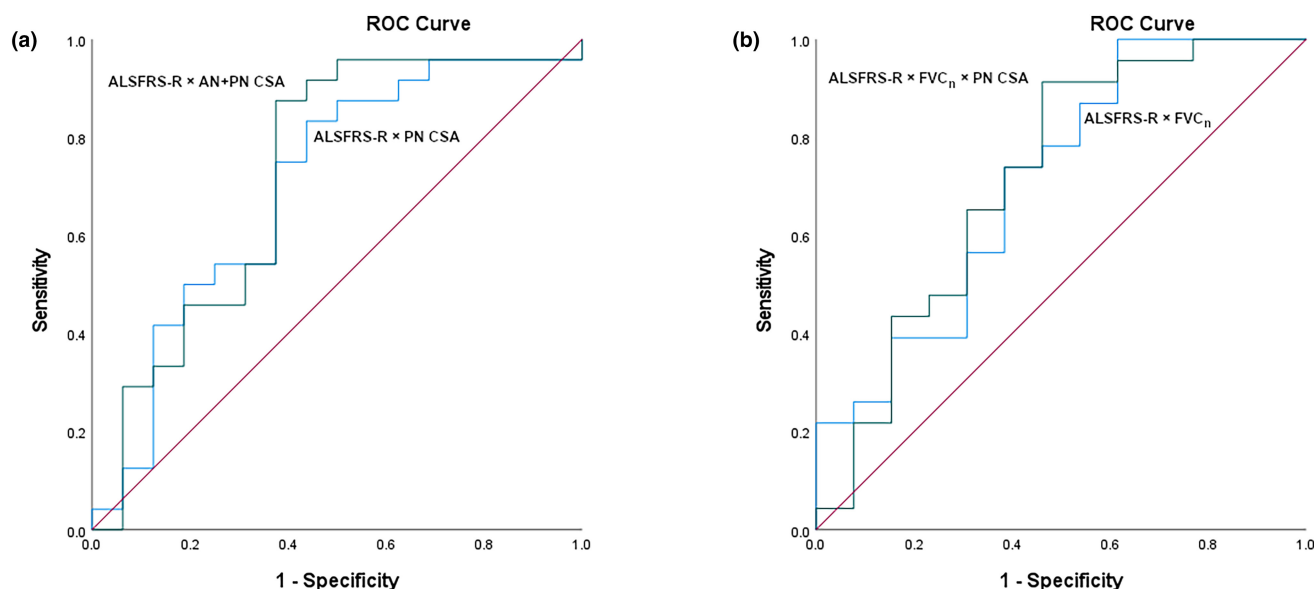 (a)
ROC Curve
1.0
0.8
0.6
0.4
0.2
0.0
Sensitivity
ALSFRS-R × AN+PN CSA
ALSFRS-R × PN CSA
0.0 0.2 0.4 0.6 0.8 1.0
1 - Specificity
(b)
ROC Curve
1.0
0.8
0.6
0.4
0.2
0.0
Sensitivity
ALSFRS-R × FVCn × PN CSA
ALSFRS-R × FVCn
0.0 0.2 0.4 0.6 0.8 1.0
1 - Specificity